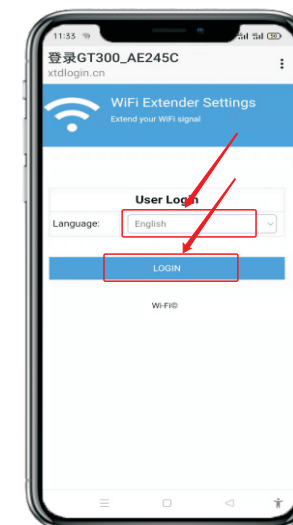 11:33
登录GT300_AE245C
xtdlogin.cn
WiFi Extender Settings
Extend your WiFi signal
User Login
Language: English
LOGIN
Wi-Fi©